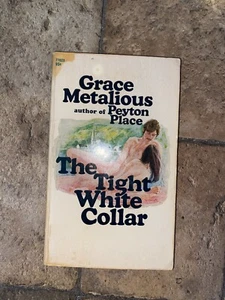 Grace
Metalious
author of Peyton
Place
The
Tight
White
Collar